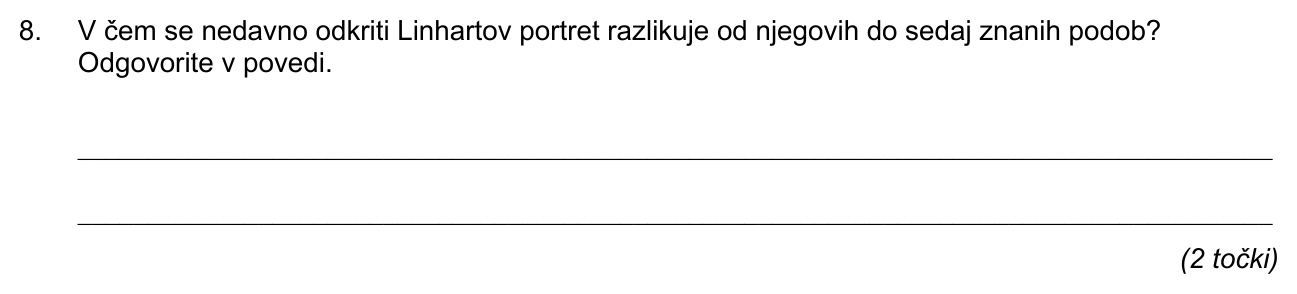 8. V čem se nedavno odkriti Linhartov portret razlikuje od njegovih do sedaj znanih podob?
Odgovorite v povedi.
(2 točki)